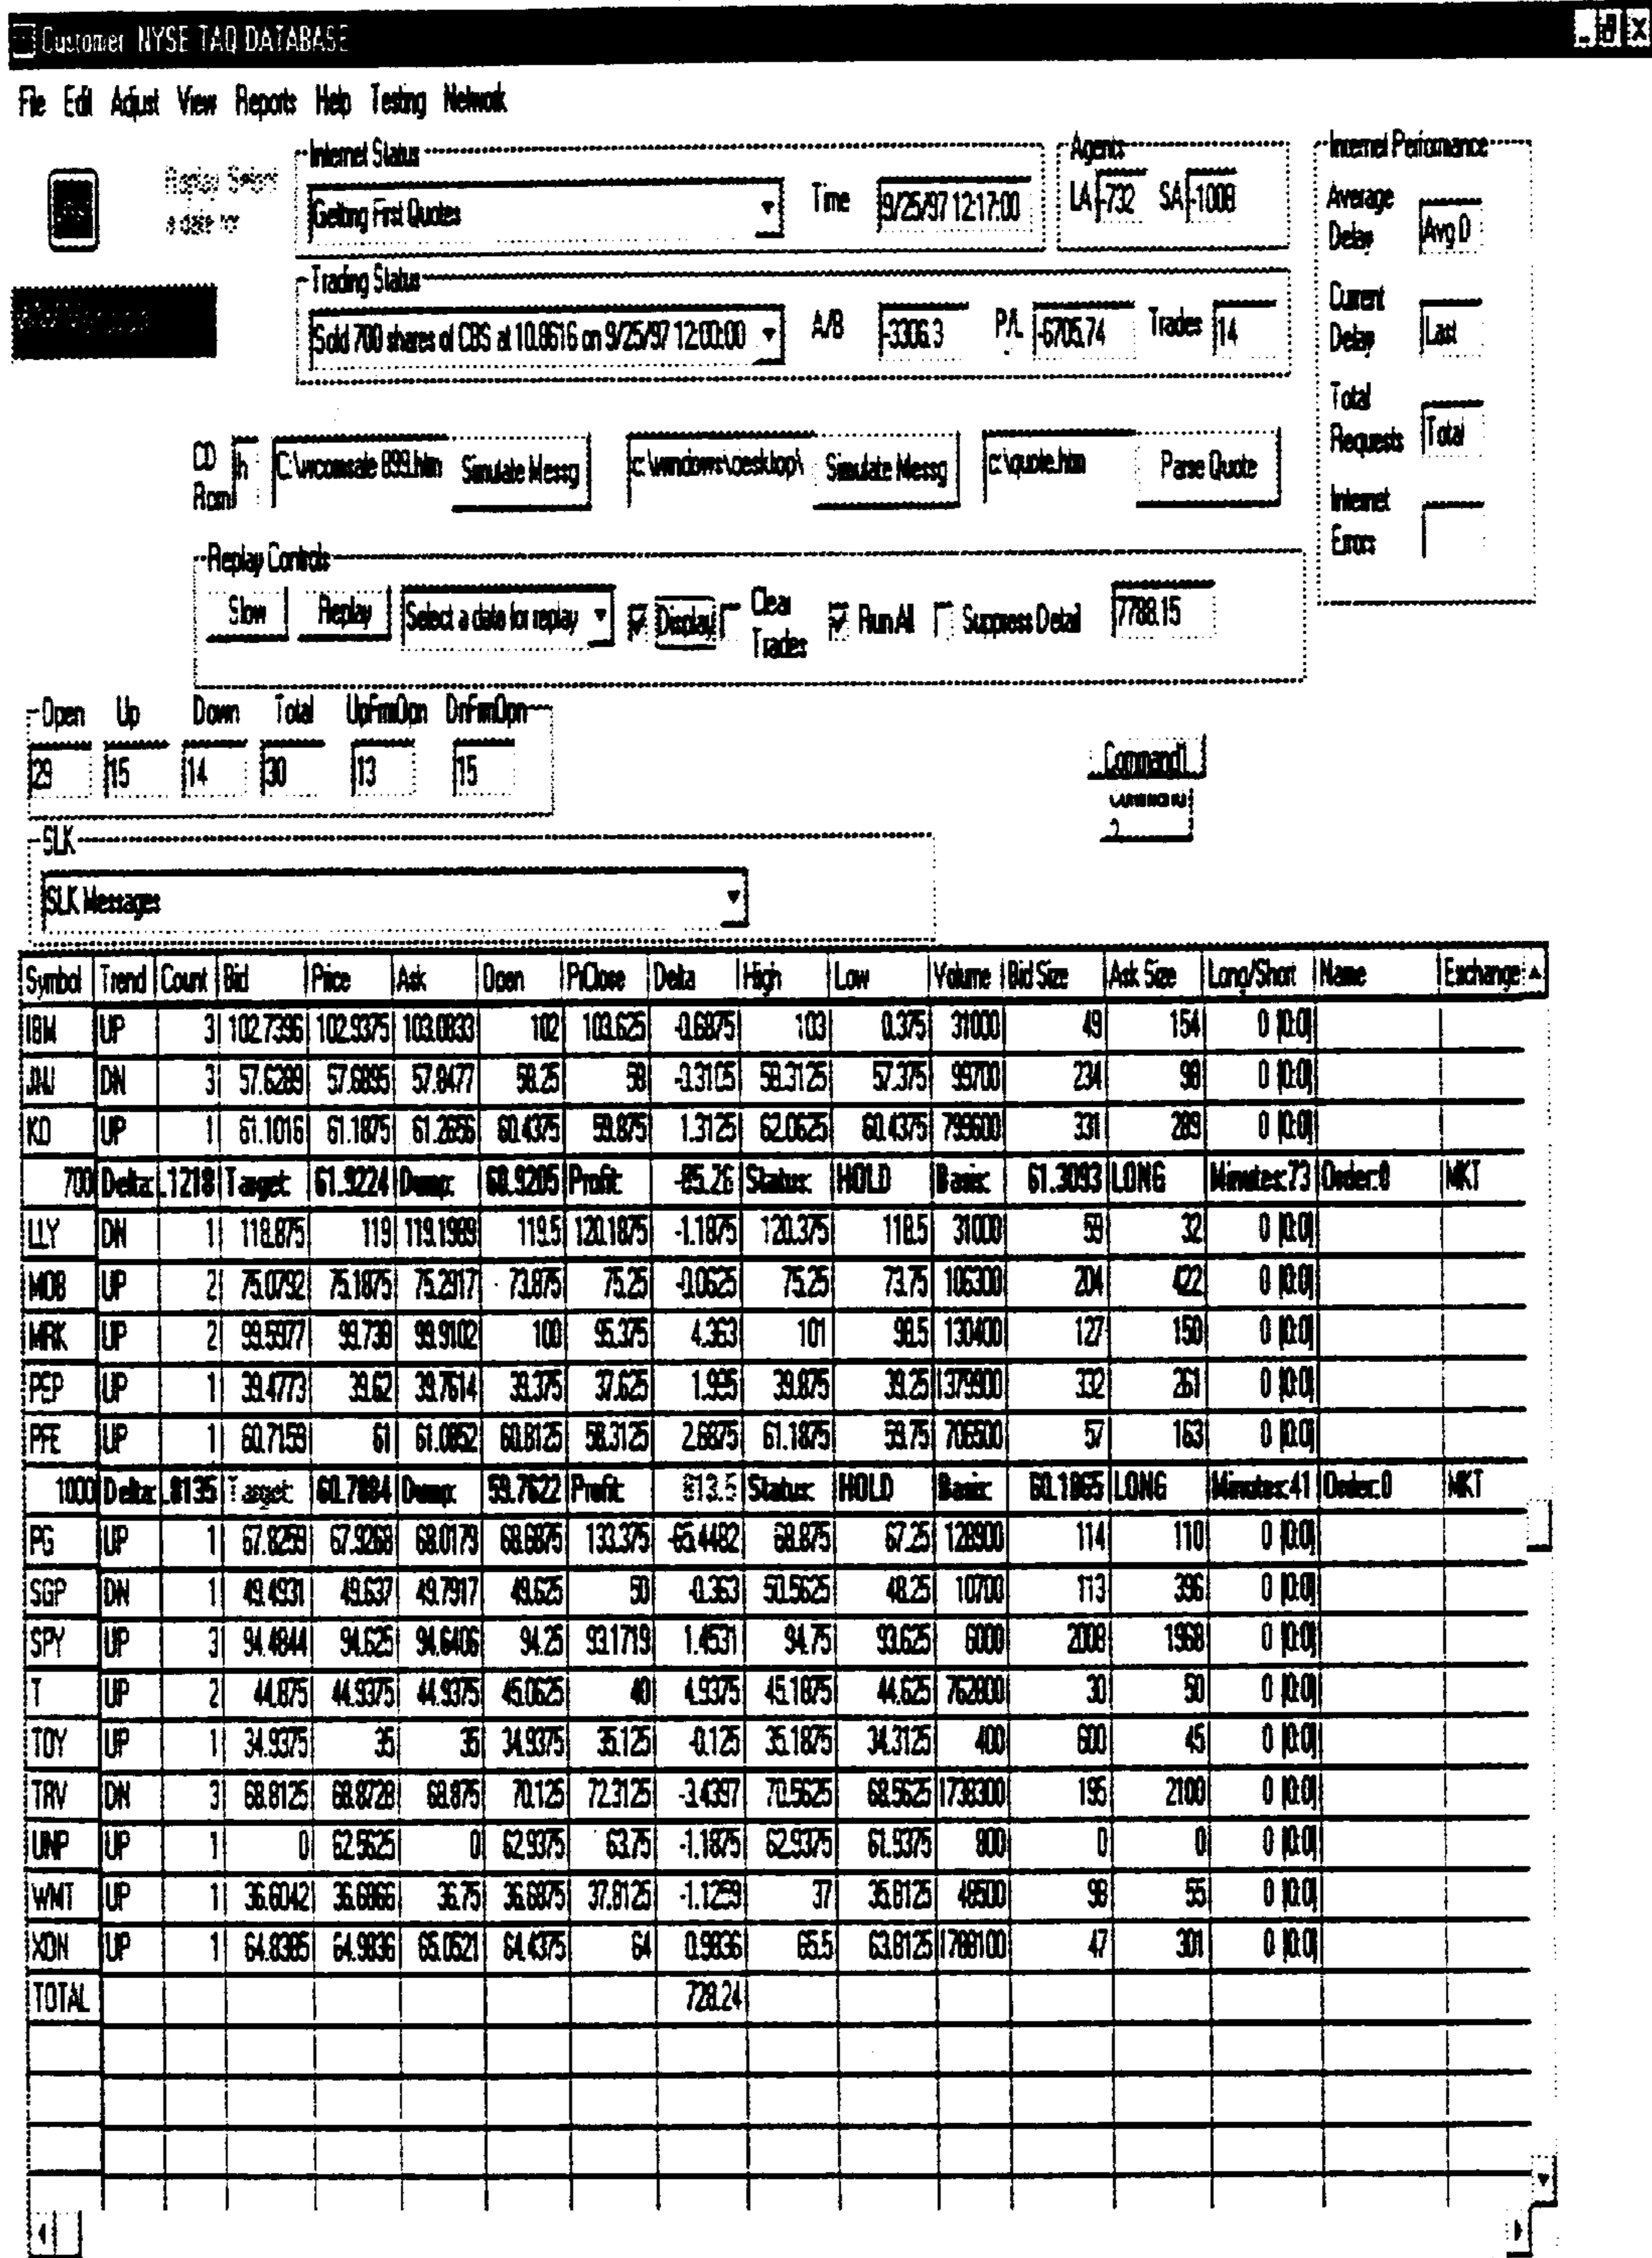 Customer NYSE TAQ DATABASE
File Edit Adjust View Reports Help Testing Network
Internet Status
Getting First Quotes
Time 9/25/97 12:17:00
Agents
LA -732 SA -1008
Internet Performance
Average Delay Avg D
Current Delay Last
Total Requests Total
Internet Errors
Trading Status
Sold 700 shares of CBS at 10.8616 on 9/25/97 12:00:00
A/B -3306.3 P/L -6705.74 Trades 14
CD Rom h C:\wcomsale 899.htm Simulate Messg c:\windows\desktop\ Simulate Messg c:\quote.htm Parse Quote
Replay Controls
Slow Replay Select a date for replay Display Clear Trades Run All Suppress Detail 7788.15
Open Up Down Total UpFrmOpn DnFrmOpn
29 15 14 30 13 15
Command1
2
SLK
SLK Messages
Symbol Trend Count Bid Price Ask Open PrClose Delta High Low Volume Bid Size Ask Size Long/Short Name Exchange
IBM UP 3 102.7396 102.9375 103.0833 102 103.625 -0.6875 103 0.375 31000 49 154 0 |0:0|
JNJ DN 3 57.6289 57.6895 57.8477 58.25 58 -0.3105 58.3125 57.375 99700 234 98 0 |0:0|
KO UP 1 61.1016 61.1875 61.2656 60.4375 59.875 1.3125 62.0625 60.4375 799600 331 289 0 |0:0|
700 Delta: .1218 Target: 61.9224 Dump: 60.9205 Profit: -85.26 Status: HOLD Basis: 61.3093 LONG Minutes:73 Order:0 MKT
LLY DN 1 118.875 119 119.1989 119.5 120.1875 -1.1875 120.375 118.5 31000 59 32 0 |0:0|
MOB UP 2 75.0792 75.1875 75.2917 73.875 75.25 -0.0625 75.25 73.75 106300 204 422 0 |0:0|
MRK UP 2 99.5977 99.738 99.9102 100 95.375 4.363 101 98.5 130400 127 150 0 |0:0|
PEP UP 1 39.4773 39.62 39.7614 39.375 37.625 1.995 39.875 39.25 1379900 332 261 0 |0:0|
PFE UP 1 60.7159 61 61.0852 60.8125 58.3125 2.6875 61.1875 59.75 706500 57 163 0 |0:0|
1000 Delta: .8135 Target: 60.7884 Dump: 59.7622 Profit: 813.5 Status: HOLD Basis: 60.1865 LONG Minutes:41 Order:0 MKT
PG UP 1 67.8259 67.9268 68.0179 68.6875 133.375 -65.4482 68.875 67.25 128900 114 110 0 |0:0|
SGP DN 1 49.4931 49.637 49.7917 49.625 50 -0.363 50.5625 48.25 10700 113 396 0 |0:0|
SPY UP 3 94.4844 94.625 94.6406 94.25 93.1719 1.4531 94.75 93.625 6000 2008 1968 0 |0:0|
T UP 2 44.875 44.9375 44.9375 45.0625 40 4.9375 45.1875 44.625 762800 30 50 0 |0:0|
TOY UP 1 34.9375 35 35 34.9375 35.125 -0.125 35.1875 34.3125 400 600 45 0 |0:0|
TRV DN 3 68.8125 68.8728 68.875 70.125 72.3125 -3.4397 70.5625 68.5625 1738300 195 2100 0 |0:0|
UNP UP 1 0 62.5625 0 62.9375 63.75 -1.1875 62.9375 61.9375 800 0 0 0 |0:0|
WMT UP 1 36.6042 36.6866 36.75 36.6875 37.8125 -1.1259 37 35.8125 48500 98 55 0 |0:0|
XON UP 1 64.8385 64.9836 65.0521 64.4375 64 0.9836 65.5 63.8125 1788100 47 301 0 |0:0|
TOTAL 728.24